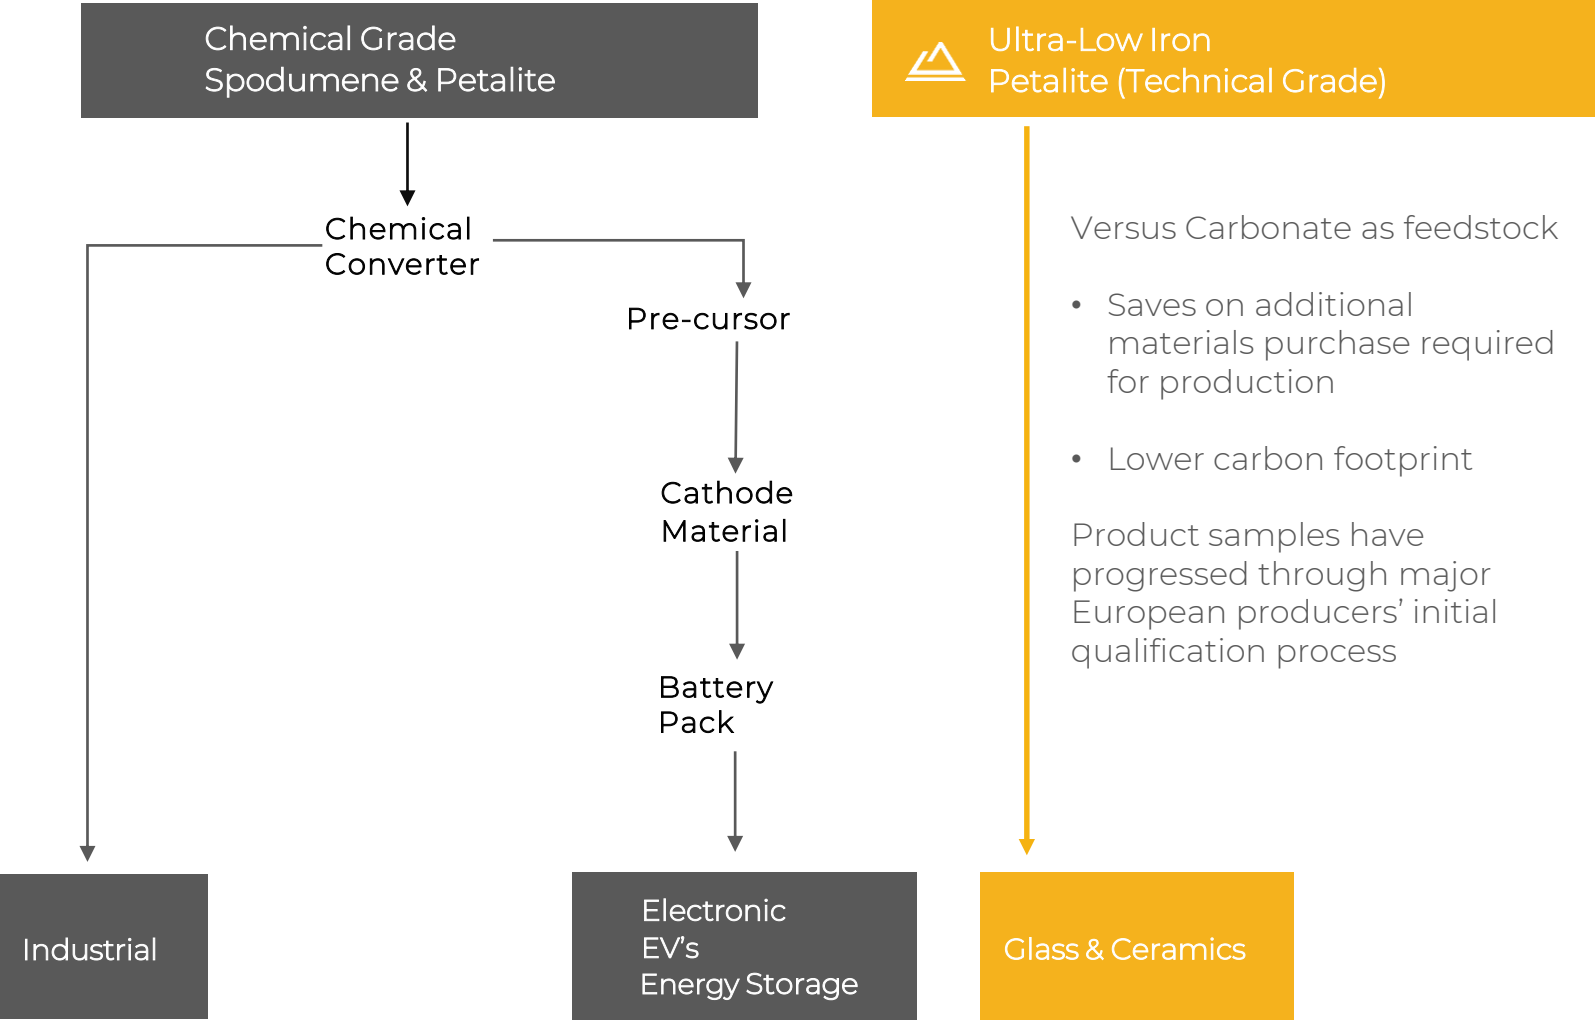 Chemical Grade
Spodumene & Petalite
Chemical
Converter
Pre-cursor
Cathode
Material
Battery
Pack
Industrial
Electronic
EV’s
Energy Storage
Ultra-Low Iron
Petalite (Technical Grade)
Versus Carbonate as feedstock
• Saves on additional
materials purchase required
for production
• Lower carbon footprint
Product samples have
progressed through major
European producers’ initial
qualification process
Glass & Ceramics